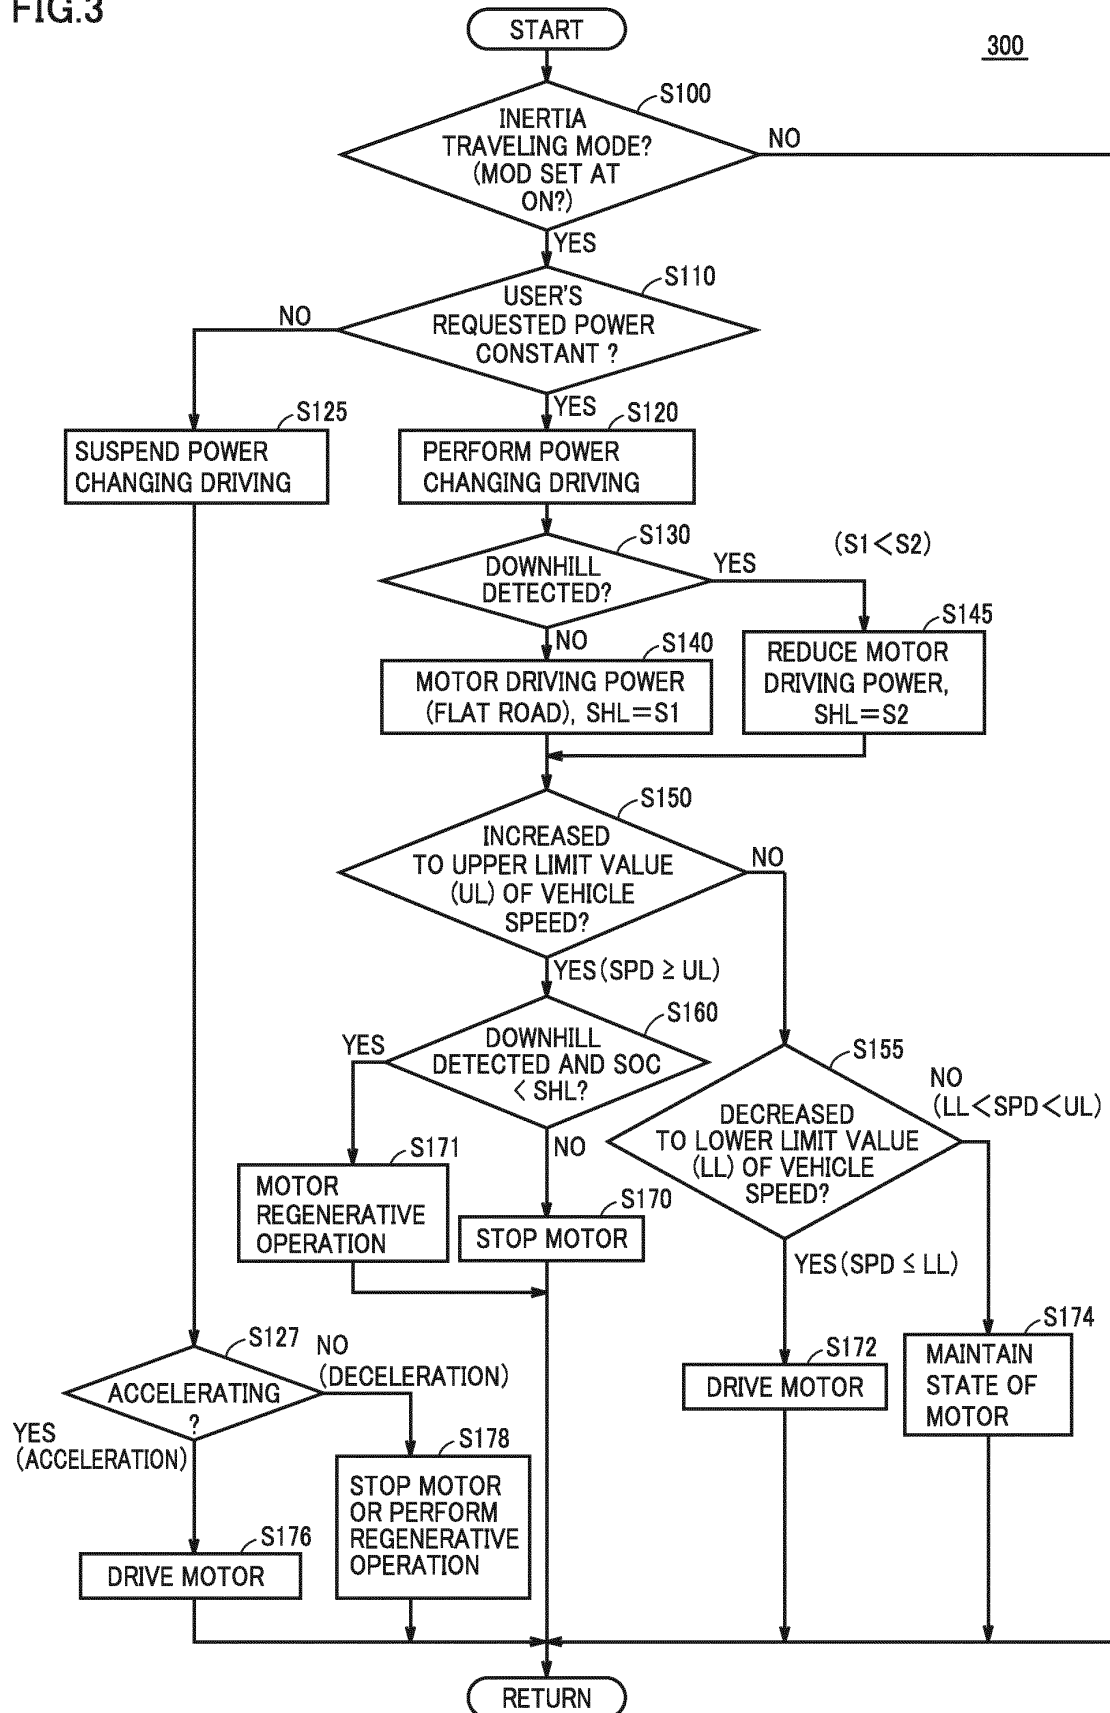 FIG.3
START
300
S100
INERTIA
TRAVELING MODE?
(MOD SET AT
ON?)
NO
YES
S110
USER'S
REQUESTED POWER
CONSTANT ?
NO
YES
S125
SUSPEND POWER
CHANGING DRIVING
S120
PERFORM POWER
CHANGING DRIVING
S130
DOWNHILL
DETECTED?
YES
(S1<S2)
NO
S140
MOTOR DRIVING POWER
(FLAT ROAD), SHL=S1
S145
REDUCE MOTOR
DRIVING POWER,
SHL=S2
S150
INCREASED
TO UPPER LIMIT VALUE
(UL) OF VEHICLE
SPEED?
NO
YES(SPD ≥ UL)
S160
DOWNHILL
DETECTED AND SOC
< SHL?
YES
NO
S155
DECREASED
TO LOWER LIMIT VALUE
(LL) OF VEHICLE
SPEED?
NO
(LL<SPD<UL)
YES(SPD ≤ LL)
S171
MOTOR
REGENERATIVE
OPERATION
S170
STOP MOTOR
S172
DRIVE MOTOR
S174
MAINTAIN
STATE OF
MOTOR
S127
ACCELERATING
?
NO
(DECELERATION)
YES
(ACCELERATION)
S178
STOP MOTOR
OR PERFORM
REGENERATIVE
OPERATION
S176
DRIVE MOTOR
RETURN